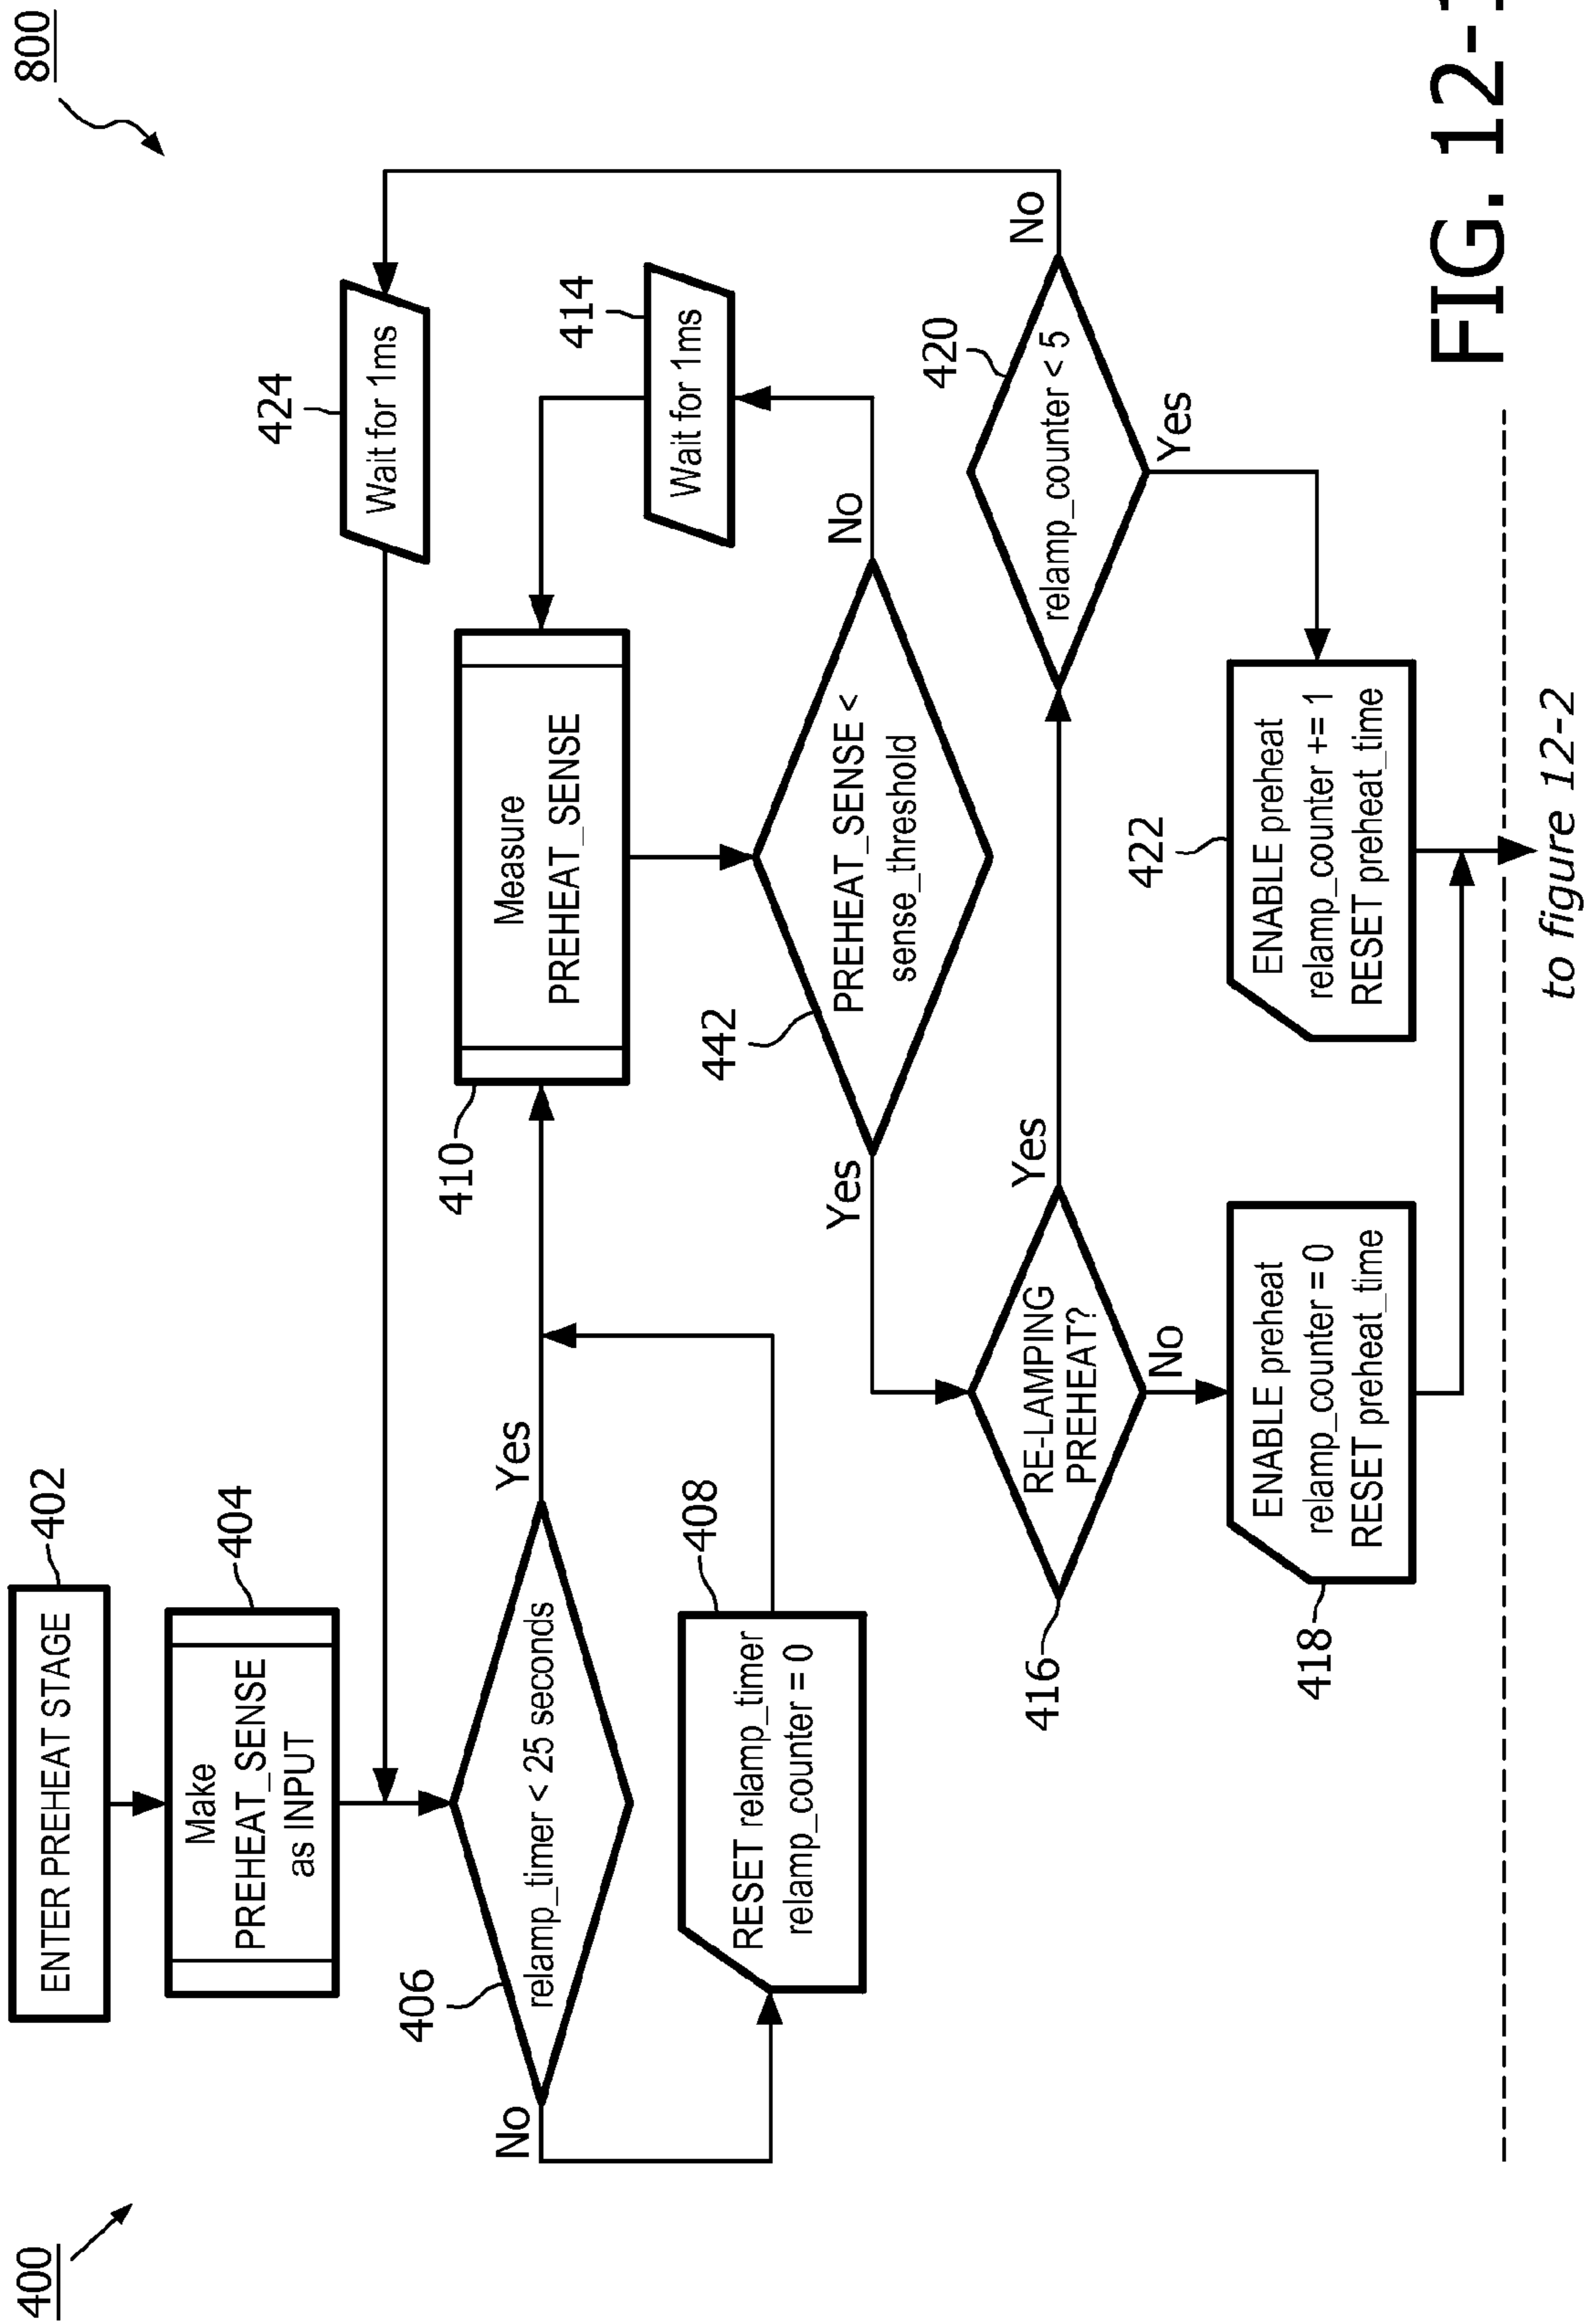 400
800
ENTER PREHEAT STAGE
402
Make
PREHEAT_SENSE
as INPUT
404
424
Wait for 1ms
406
relamp_timer < 25 seconds
Yes
No
410
Measure
PREHEAT_SENSE
414
Wait for 1ms
408
RESET relamp_timer
relamp_counter = 0
442
PREHEAT_SENSE <
sense_threshold
Yes
No
416
RE-LAMPING
PREHEAT?
Yes
No
420
relamp_counter < 5
No
Yes
418
ENABLE preheat
relamp_counter = 0
RESET preheat_time
422
ENABLE preheat
relamp_counter += 1
RESET preheat_time
to figure 12-2
FIG. 12-1